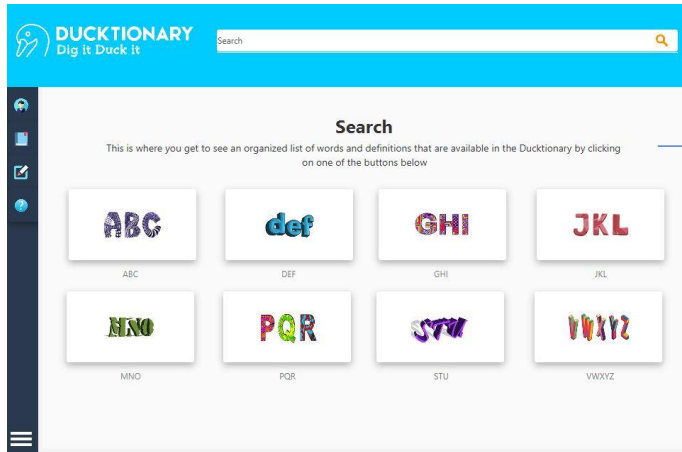 DUCKTIONARY
Dig it Duck it
Search
Search
This is where you get to see an organized list of words and definitions that are available in the Ducktionary by clicking
on one of the buttons below
ABC
def
GHI
JKL
ABC
DEF
GHI
JKL
MNO
PQR
STU
VWXYZ
MNO
PQR
STU
VWXYZ